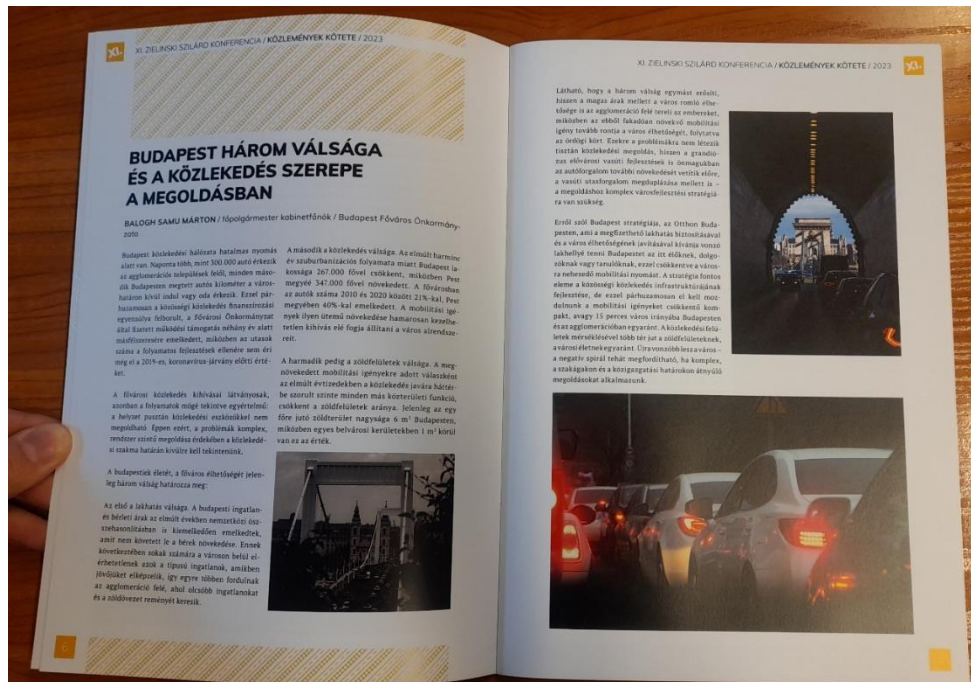 XI.
XI. ZIELINSKI SZILÁRD KONFERENCIA / KÖZLEMÉNYEK KÖTETE / 2023
BUDAPEST HÁROM VÁLSÁGA
ÉS A KÖZLEKEDÉS SZEREPE
A MEGOLDÁSBAN
BALOGH SAMU MÁRTON / főpolgármester kabinetfőnök / Budapest Főváros Önkormány-
zata
Budapest közlekedési hálózata hatalmas nyomás
alatt van. Naponta több, mint 300.000 autó érkezik
az agglomerációs települések felől, minden máso-
dik Budapesten megtett autós kilométer a város-
határon kívül indul vagy oda érkezik. Ezzel pár-
huzamosan a közösségi közlekedés finanszírozási
egyensúlya felborult, a Fővárosi Önkormányzat
által fizetett működési támogatás néhány év alatt
másfélszeresére emelkedett, miközben az utasok
száma a folyamatos fejlesztések ellenére sem éri
még el a 2019-es, koronavírus-járvány előtti érté-
ket.
A fővárosi közlekedés kihívásai látványosak,
azonban a folyamatok mögé tekintve egyértelmű:
a helyzet pusztán közlekedési eszközökkel nem
megoldható. Éppen ezért, a problémák komplex,
rendszer szintű megoldása érdekében a közlekedé-
si szakma határán kívülre kell tekintenünk.
A budapestiek életét, a főváros élhetőségét jelen-
leg három válság határozza meg:
Az első a lakhatás válsága. A budapesti ingatlan-
és bérleti árak az elmúlt években nemzetközi ösz-
szehasonlításban is kiemelkedően emelkedtek,
amit nem követett le a bérek növekedése. Ennek
következtében sokak számára a városon belül el-
érhetetlenek azok a típusú ingatlanok, amikben
jövőjüket elképzelik, így egyre többen fordulnak
az agglomeráció felé, ahol olcsóbb ingatlanokat
és a zöldövezet reményét keresik.
A második a közlekedés válsága. Az elmúlt harminc
év szuburbanizációs folyamata miatt Budapest la-
kossága 267.000 fővel csökkent, miközben Pest
megyéé 347.000 fővel növekedett. A fővárosban
az autók száma 2010 és 2020 között 21%-kal, Pest
megyében 40%-kal emelkedett. A mobilitási igé-
nyek ilyen ütemű növekedése hamarosan kezelhe-
tetlen kihívás elé fogja állítani a város alrendsze-
reit.
A harmadik pedig a zöldfelületek válsága. A meg-
növekedett mobilitási igényekre adott válaszként
az elmúlt évtizedekben a közlekedés javára háttér-
be szorult szinte minden más közterületi funkció,
csökkent a zöldfelületek aránya. Jelenleg az egy
főre jutó zöldterület nagysága 6 m² Budapesten,
miközben egyes belvárosi kerületekben 1 m² körül
van ez az érték.
6
XI. ZIELINSKI SZILÁRD KONFERENCIA / KÖZLEMÉNYEK KÖTETE / 2023
XI.
Látható, hogy a három válság egymást erősíti,
hiszen a magas árak mellett a város romló élhe-
tősége is az agglomeráció felé tereli az embereket,
miközben az ebből fakadóan növekvő mobilitási
igény tovább rontja a város élhetőségét, folytatva
az ördögi kört. Ezekre a problémákra nem létezik
tisztán közlekedési megoldás, hiszen a grandió-
zus elővárosi vasúti fejlesztések is önmagukban
az autóforgalom további növekedését vetítik előre,
a vasúti utasforgalom megduplázása mellett is –
a megoldáshoz komplex városfejlesztési stratégiá-
ra van szükség.
Erről szól Budapest stratégiája, az Otthon Buda-
pesten, ami a megfizethető lakhatás biztosításával
és a város élhetőségének javításával kívánja vonzó
lakhellyé tenni Budapestet az itt élőknek, dolgo-
zóknak vagy tanulóknak, ezzel csökkentve a város-
ra nehezedő mobilitási nyomást. A stratégia fontos
eleme a közösségi közlekedés infrastruktúrájának
fejlesztése, de ezzel párhuzamosan el kell moz-
dulnunk a mobilitási igényeket csökkentő kom-
pakt, avagy 15 perces város irányába Budapesten
és az agglomerációban egyaránt. A közlekedési felü-
letek mérséklésével több tér jut a zöldfelületeknek,
a városi életnek egyaránt. Újra vonzóbb lesz a város –
a negatív spirál tehát megfordítható, ha komplex,
a szakágakon és a közigazgatási határokon átnyúló
megoldásokat alkalmazunk.